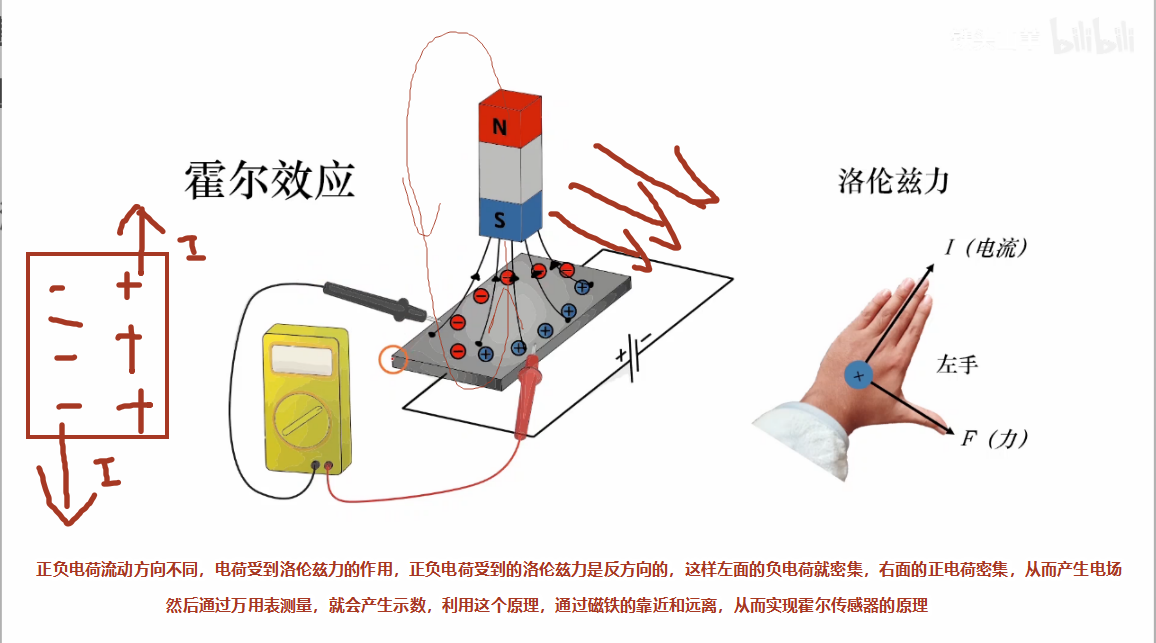 bilibili
N
霍尔效应
S
洛伦兹力
I
I（电流）
- +
- +
- +
-
左手
+
F（力）
I
+ -
正负电荷流动方向不同，电荷受到洛伦兹力的作用，正负电荷受到的洛伦兹力是反方向的，这样左面的负电荷就密集，右面的正电荷密集，从而产生电场
然后通过万用表测量，就会产生示数，利用这个原理，通过磁铁的靠近和远离，从而实现霍尔传感器的原理